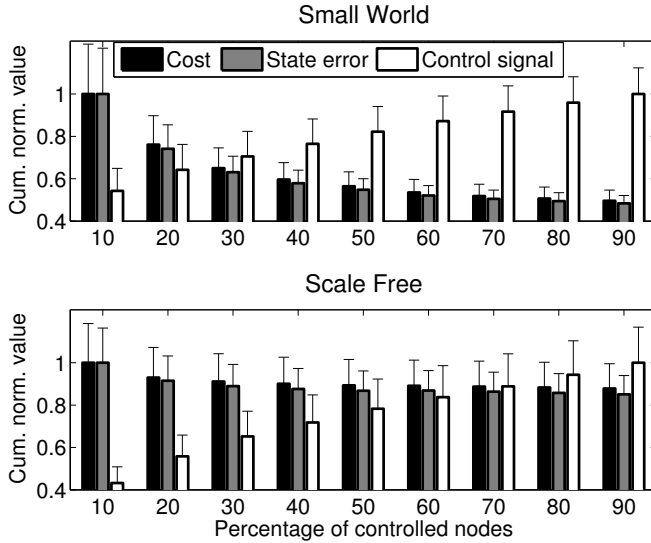 Small World
Cost State error Control signal
Cum. norm. value
1
0.8
0.6
0.4
10 20 30 40 50 60 70 80 90
Scale Free
Cum. norm. value
1
0.8
0.6
0.4
10 20 30 40 50 60 70 80 90
Percentage of controlled nodes